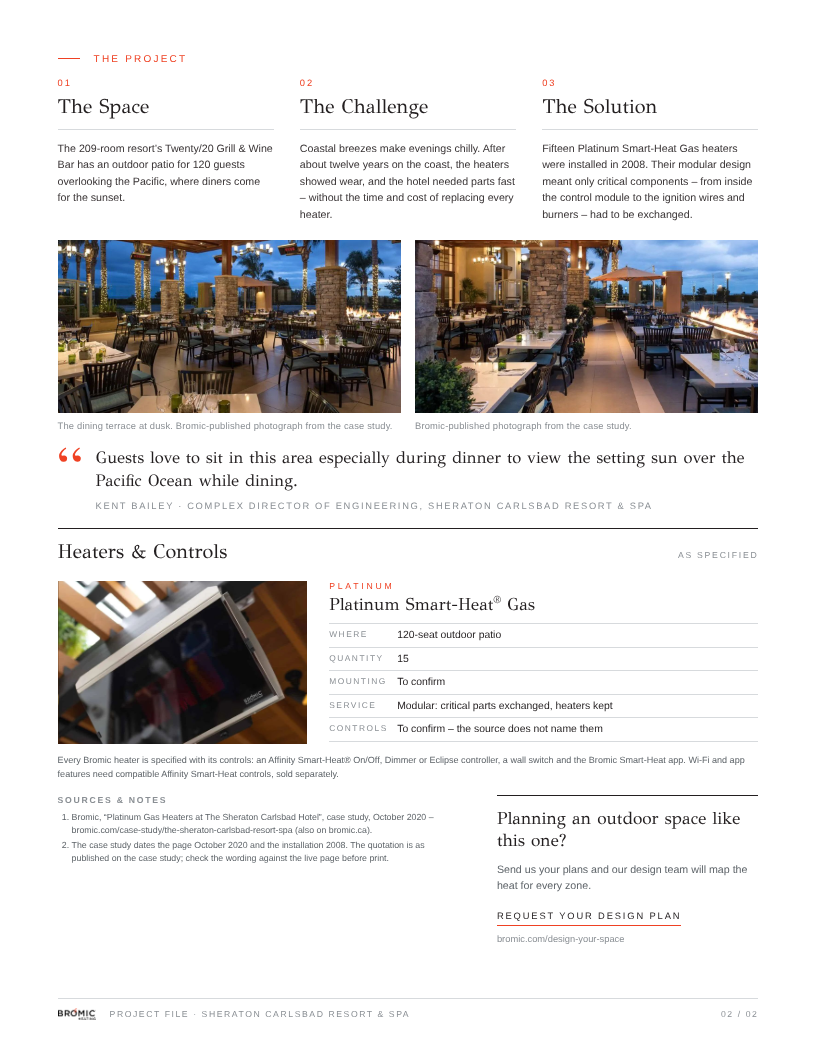 THE PROJECT
01
The Space
The 209-room resort's Twenty/20 Grill & Wine
Bar has an outdoor patio for 120 guests
overlooking the Pacific, where diners come
for the sunset.
02
The Challenge
Coastal breezes make evenings chilly. After
about twelve years on the coast, the heaters
showed wear, and the hotel needed parts fast
– without the time and cost of replacing every
heater.
03
The Solution
Fifteen Platinum Smart-Heat Gas heaters
were installed in 2008. Their modular design
meant only critical components – from inside
the control module to the ignition wires and
burners – had to be exchanged.
The dining terrace at dusk. Bromic-published photograph from the case study.
Bromic-published photograph from the case study.
“ Guests love to sit in this area especially during dinner to view the setting sun over the
Pacific Ocean while dining.
KENT BAILEY · COMPLEX DIRECTOR OF ENGINEERING, SHERATON CARLSBAD RESORT & SPA
Heaters & Controls
AS SPECIFIED
BROMIC
PLATINUM
Platinum Smart-Heat® Gas
WHERE 120-seat outdoor patio
QUANTITY 15
MOUNTING To confirm
SERVICE Modular: critical parts exchanged, heaters kept
CONTROLS To confirm – the source does not name them
Every Bromic heater is specified with its controls: an Affinity Smart-Heat® On/Off, Dimmer or Eclipse controller, a wall switch and the Bromic Smart-Heat app. Wi-Fi and app
features need compatible Affinity Smart-Heat controls, sold separately.
SOURCES & NOTES
1. Bromic, “Platinum Gas Heaters at The Sheraton Carlsbad Hotel”, case study, October 2020 –
bromic.com/case-study/the-sheraton-carlsbad-resort-spa (also on bromic.ca).
2. The case study dates the page October 2020 and the installation 2008. The quotation is as
published on the case study; check the wording against the live page before print.
Planning an outdoor space like
this one?
Send us your plans and our design team will map the
heat for every zone.
REQUEST YOUR DESIGN PLAN
bromic.com/design-your-space
BROMIC HEATING
PROJECT FILE · SHERATON CARLSBAD RESORT & SPA
02 / 02